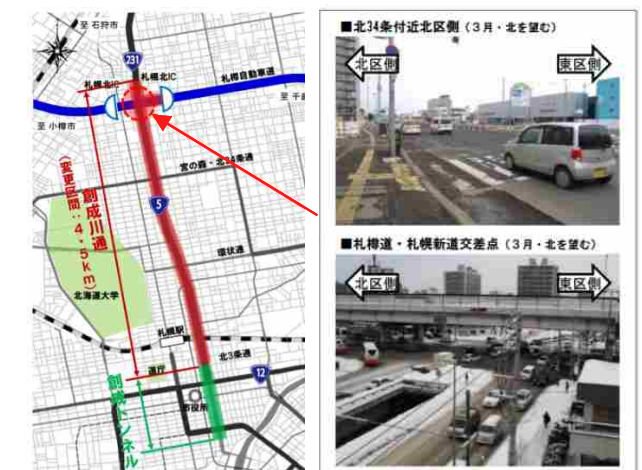 至 石狩市
231
札幌北IC
札幌北IC
札樽自動車道
至 千歳
至 小樽市
宮の森・北24条通
創成川通
(変更区間：4.5km)
5
環状通
北海道大学
札幌駅
北3条通
道庁
12
市役所
創成トンネル
■北34条付近北区側（3月・北を望む）
北区側
東区側
■札樽道・札幌新道交差点（3月・北を望む）
北区側
東区側